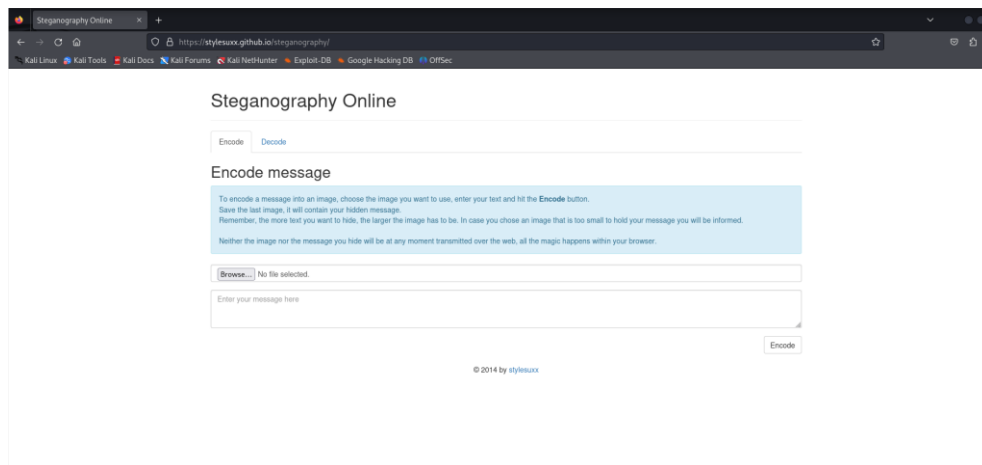 Steganography Online
https://stylesuxx.github.io/steganography/
Kali Linux Kali Tools Kali Docs Kali Forums Kali NetHunter Exploit-DB Google Hacking DB OffSec
Steganography Online
Encode Decode
Encode message
To encode a message into an image, choose the image you want to use, enter your text and hit the Encode button.
Save the last image, it will contain your hidden message.
Remember, the more text you want to hide, the larger the image has to be. In case you chose an image that is too small to hold your message you will be informed.
Neither the image nor the message you hide will be at any moment transmitted over the web, all the magic happens within your browser.
Browse... No file selected.
Enter your message here
Encode
© 2014 by stylesuxx